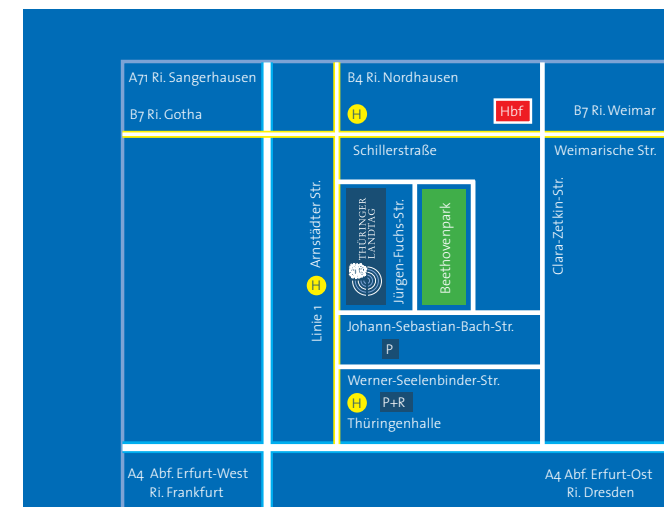 A71 Ri. Sangerhausen
B4 Ri. Nordhausen
B7 Ri. Gotha
H
Hbf
B7 Ri. Weimar
Schillerstraße
Weimarische Str.
Arnstädter Str.
H
Linie 1
THÜRINGER
LANDTAG
Jürgen-Fuchs-Str.
Beethovenpark
Clara-Zetkin-Str.
Johann-Sebastian-Bach-Str.
P
Werner-Seelenbinder-Str.
H
P+R
Thüringenhalle
A4 Abf. Erfurt-West
Ri. Frankfurt
A4 Abf. Erfurt-Ost
Ri. Dresden